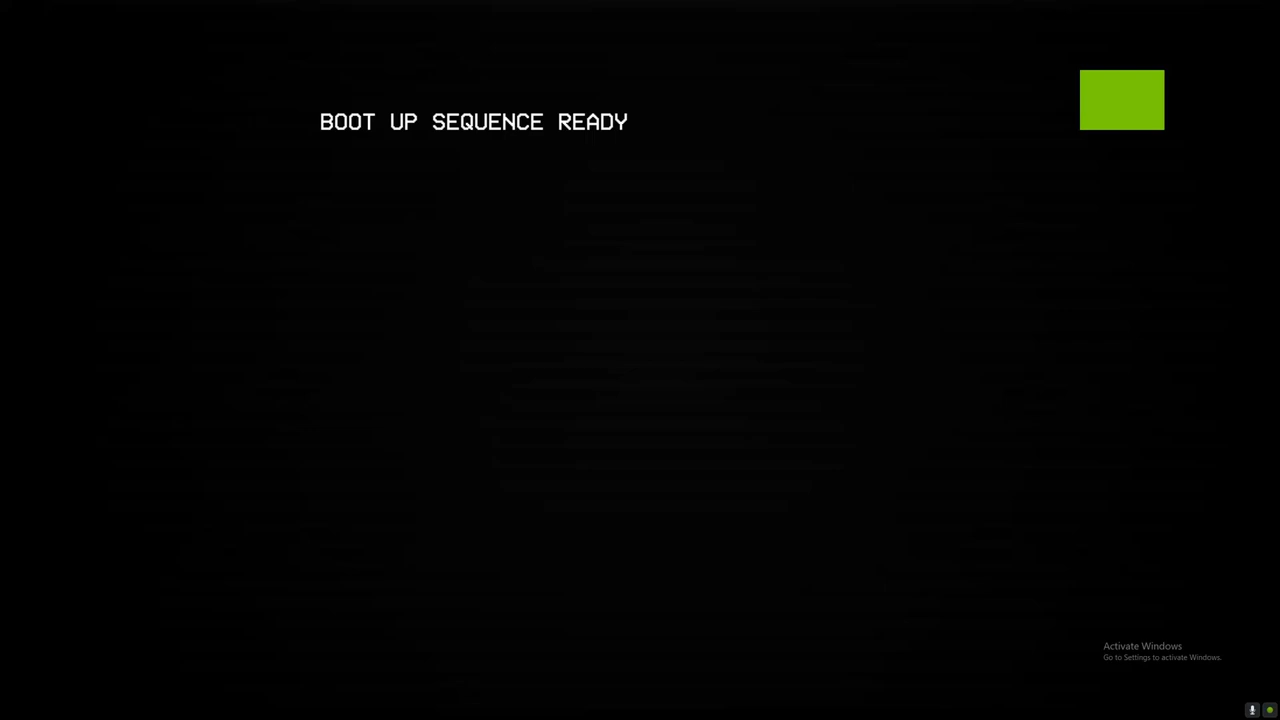 BOOT UP SEQUENCE READY
Activate Windows
Go to Settings to activate Windows.